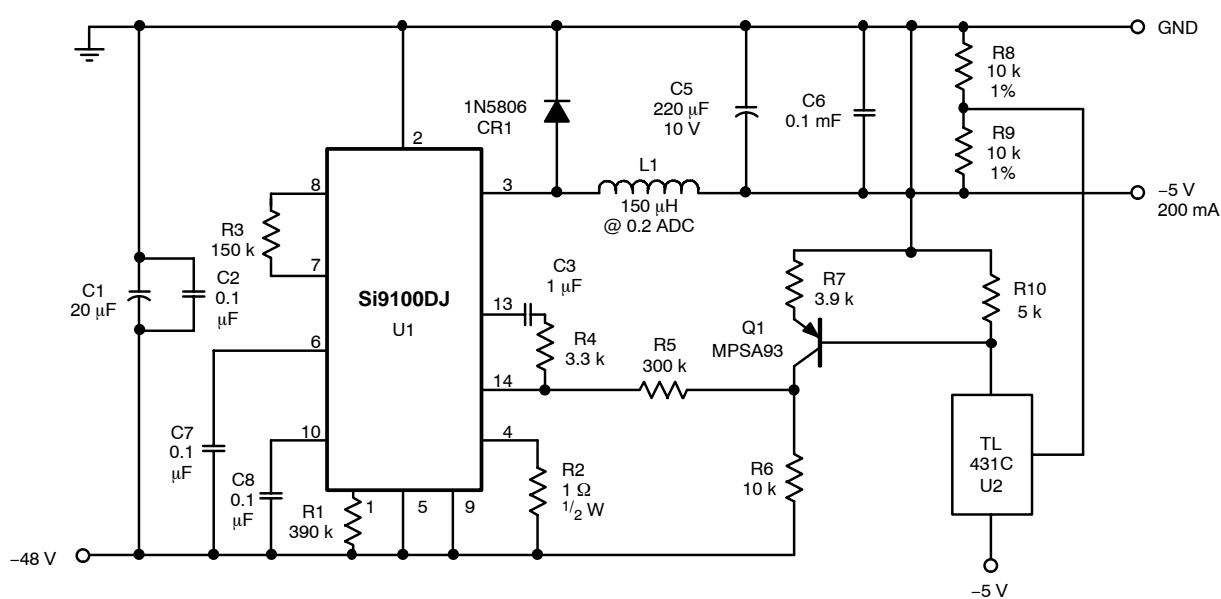 GND
R8
10 k
1%
1N5806
CR1
C5
220 μF
10 V
C6
0.1 mF
2
R9
10 k
1%
8
3
L1
150 μH
@ 0.2 ADC
–5 V
200 mA
R3
150 k
7
C1
20 μF
C2
0.1
μF
Si9100DJ
U1
13
C3
1 μF
R7
3.9 k
R10
5 k
6
R4
3.3 k
Q1
MPSA93
R5
300 k
14
C7
0.1
μF
10
4
C8
0.1
μF
R2
1 Ω
1/2 W
R6
10 k
TL
431C
U2
R1
390 k
1
5
9
–48 V
–5 V